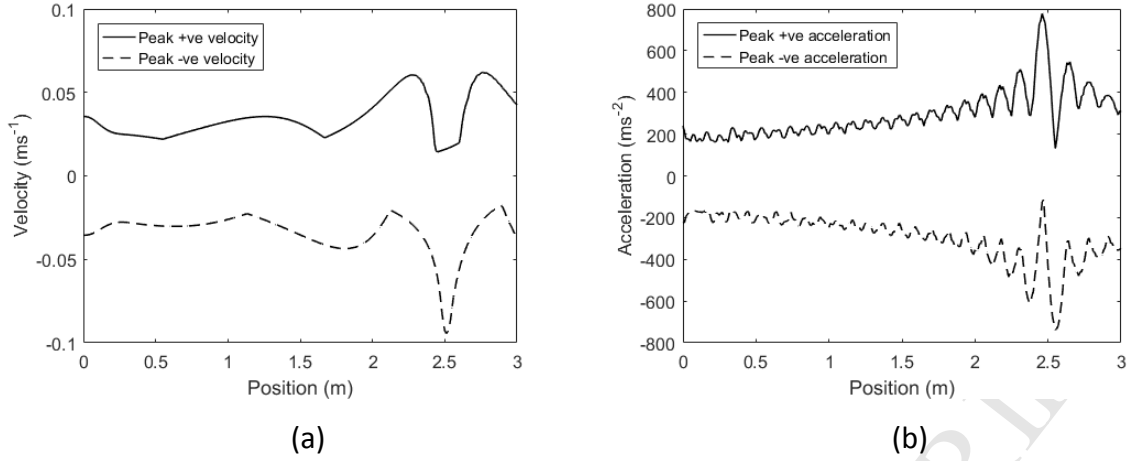 0.1
0.05
0
-0.05
-0.1
Velocity (ms-1)
Peak +ve velocity
Peak -ve velocity
0 0.5 1 1.5 2 2.5 3
Position (m)
(a)
800
600
400
200
0
-200
-400
-600
-800
Acceleration (ms-2)
Peak +ve acceleration
Peak -ve acceleration
0 0.5 1 1.5 2 2.5 3
Position (m)
(b)